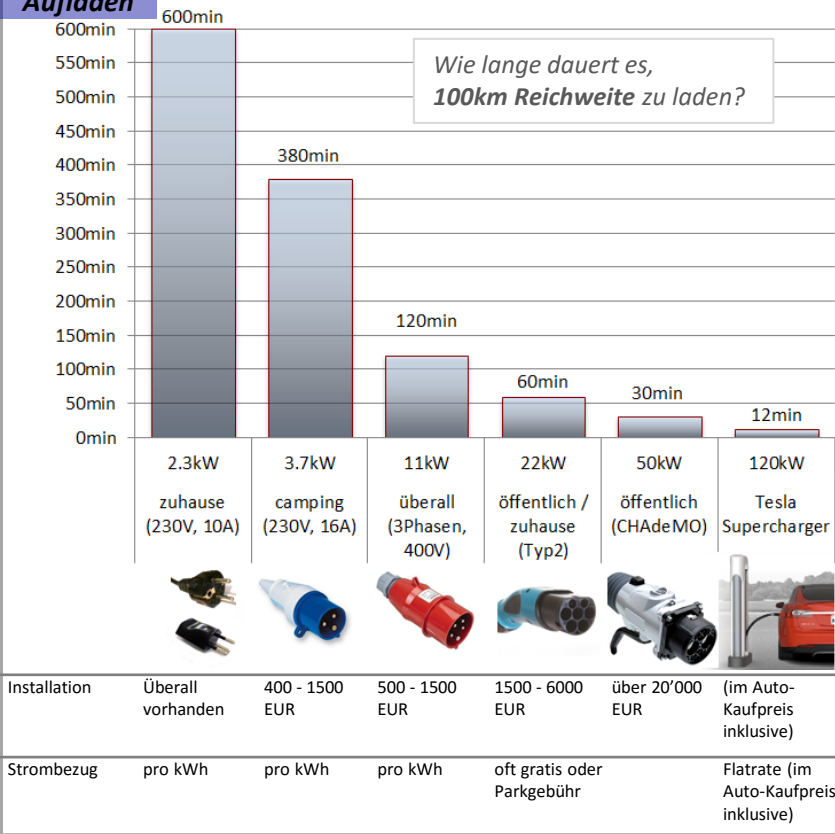 Aufladen
600min
600min
550min
500min
450min
400min
350min
300min
250min
200min
150min
100min
50min
0min
Wie lange dauert es,
100km Reichweite zu laden?
380min
120min
60min
30min
12min
2.3kW
zuhause
(230V, 10A)
3.7kW
camping
(230V, 16A)
11kW
überall
(3Phasen,
400V)
22kW
öffentlich /
zuhause
(Typ2)
50kW
öffentlich
(CHAdeMO)
120kW
Tesla
Supercharger
Installation
Überall
vorhanden
400 - 1500
EUR
500 - 1500
EUR
1500 - 6000
EUR
über 20’000
EUR
(im Auto-
Kaufpreis
inklusive)
Strombezug
pro kWh
pro kWh
pro kWh
oft gratis oder
Parkgebühr
Flatrate (im
Auto-Kaufpreis
inklusive)